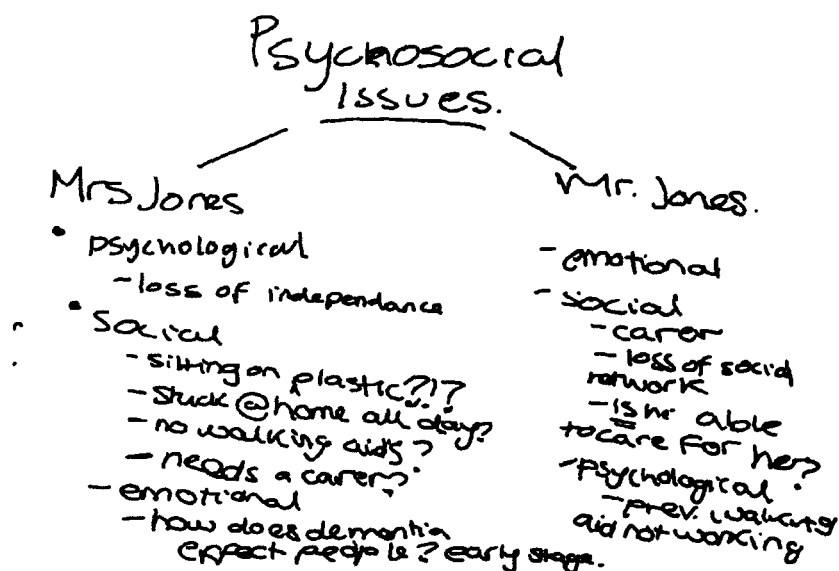 Psychosocial
Issues.
Mrs Jones
• psychological
- loss of independance
• Social
- sitting on plastic?!?
- stuck @ home all day?
- no walking aids?
- needs a carer?
- emotional
- how does dementia
effect people? early stage.
Mr. Jones.
- emotional
- social
- carer
- loss of social
network
- is he able
to care for her?
- psychological
- prev. walking
aid not working